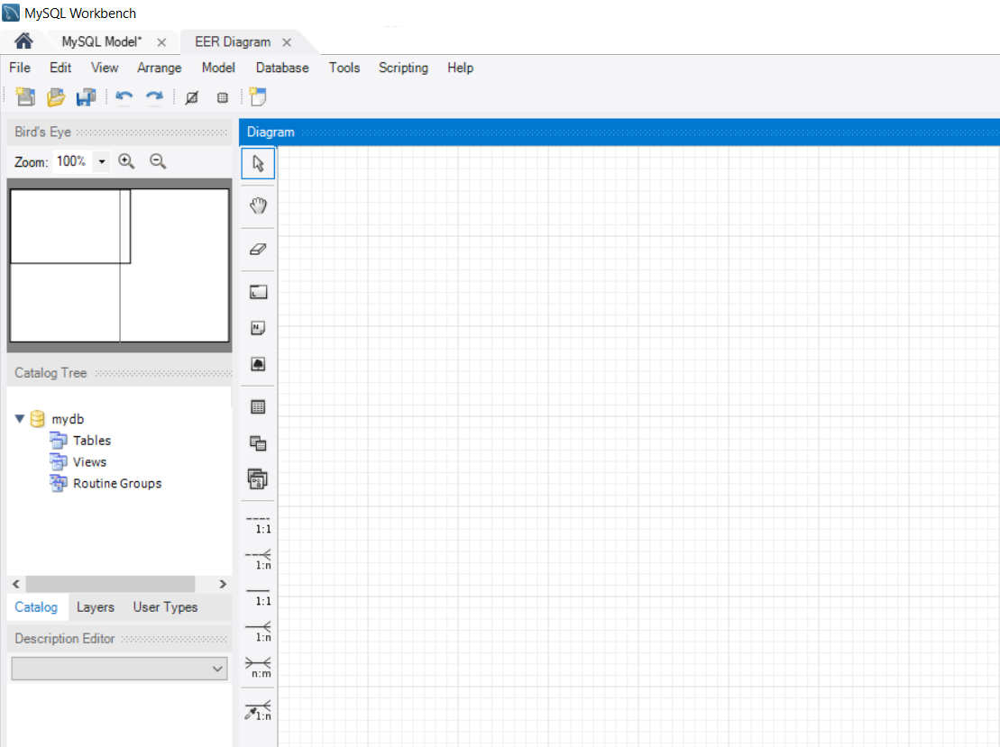 MySQL Workbench
MySQL Model* EER Diagram
File Edit View Arrange Model Database Tools Scripting Help
Bird's Eye
Diagram
Zoom: 100%
L
N
Catalog Tree
mydb
Tables
Views
Routine Groups
1:1
1:n
1:1
1:n
n:m
1:n
Catalog Layers User Types
Description Editor